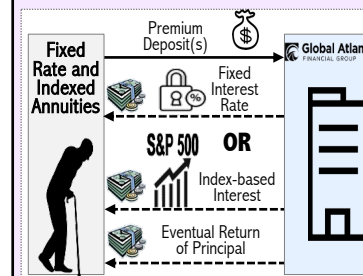 Fixed
Rate and
Indexed
Annuities
Premium
Deposit(s)
$
Global Atlan
FINANCIAL GROUP
Fixed
Interest
Rate
%
S&P 500 OR
Index-based
Interest
Eventual Return
of Principal